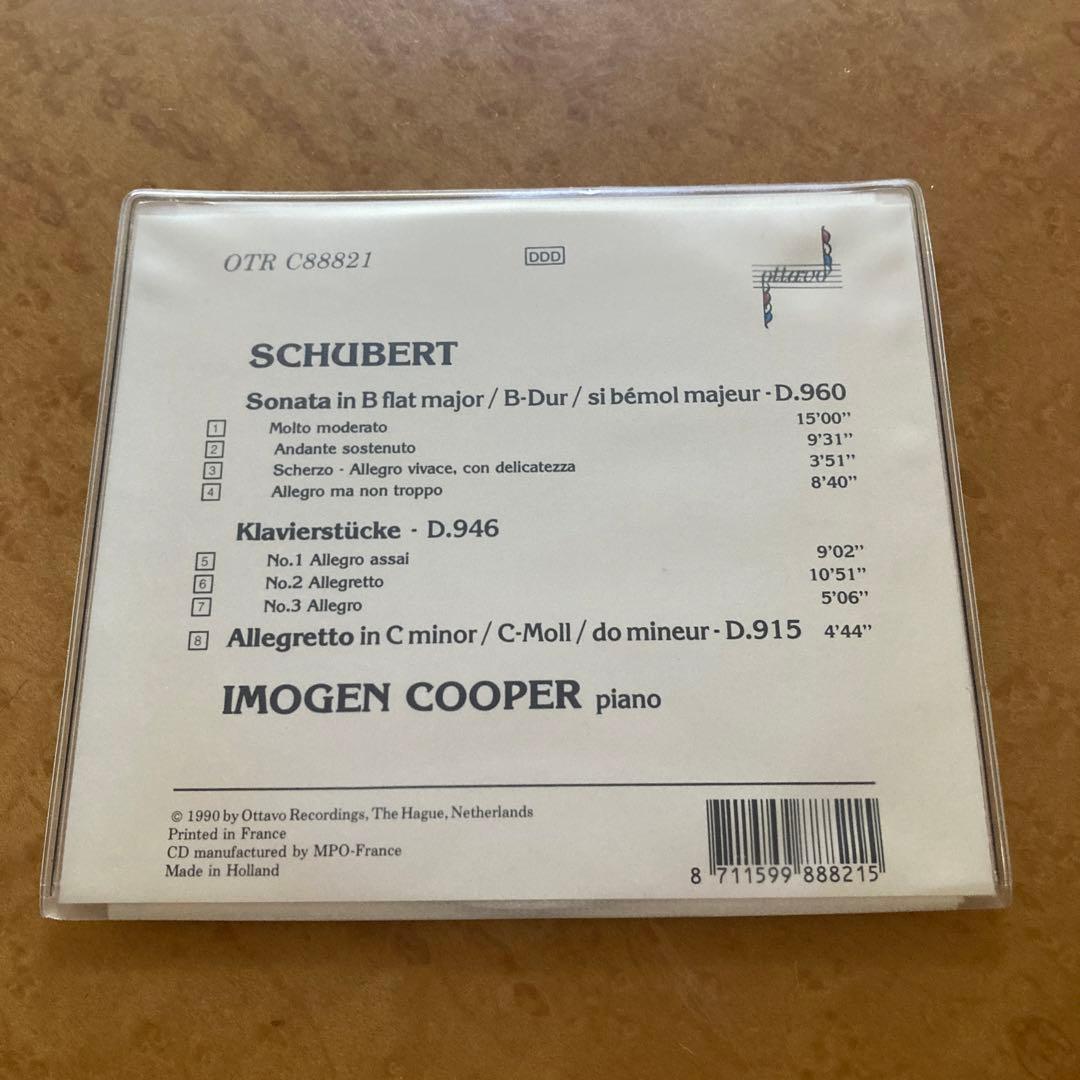 OTR C88821
DDD
ottavo
SCHUBERT
Sonata in B flat major / B-Dur / si bémol majeur - D.960
1 Molto moderato 15'00"
2 Andante sostenuto 9'31"
3 Scherzo - Allegro vivace, con delicatezza 3'51"
4 Allegro ma non troppo 8'40"
Klavierstücke - D.946
5 No.1 Allegro assai 9'02"
6 No.2 Allegretto 10'51"
7 No.3 Allegro 5'06"
8 Allegretto in C minor / C-Moll / do mineur - D.915 4'44"
IMOGEN COOPER piano
© 1990 by Ottavo Recordings, The Hague, Netherlands
Printed in France
CD manufactured by MPO-France
Made in Holland
8 711599 888215